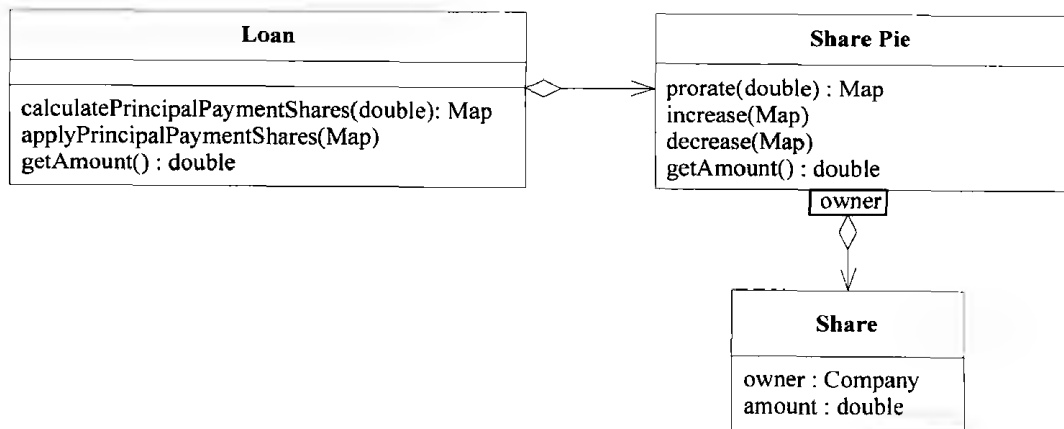 Loan
calculatePrincipalPaymentShares(double): Map
applyPrincipalPaymentShares(Map)
getAmount() : double
Share Pie
prorate(double) : Map
increase(Map)
decrease(Map)
getAmount() : double
owner
Share
owner : Company
amount : double